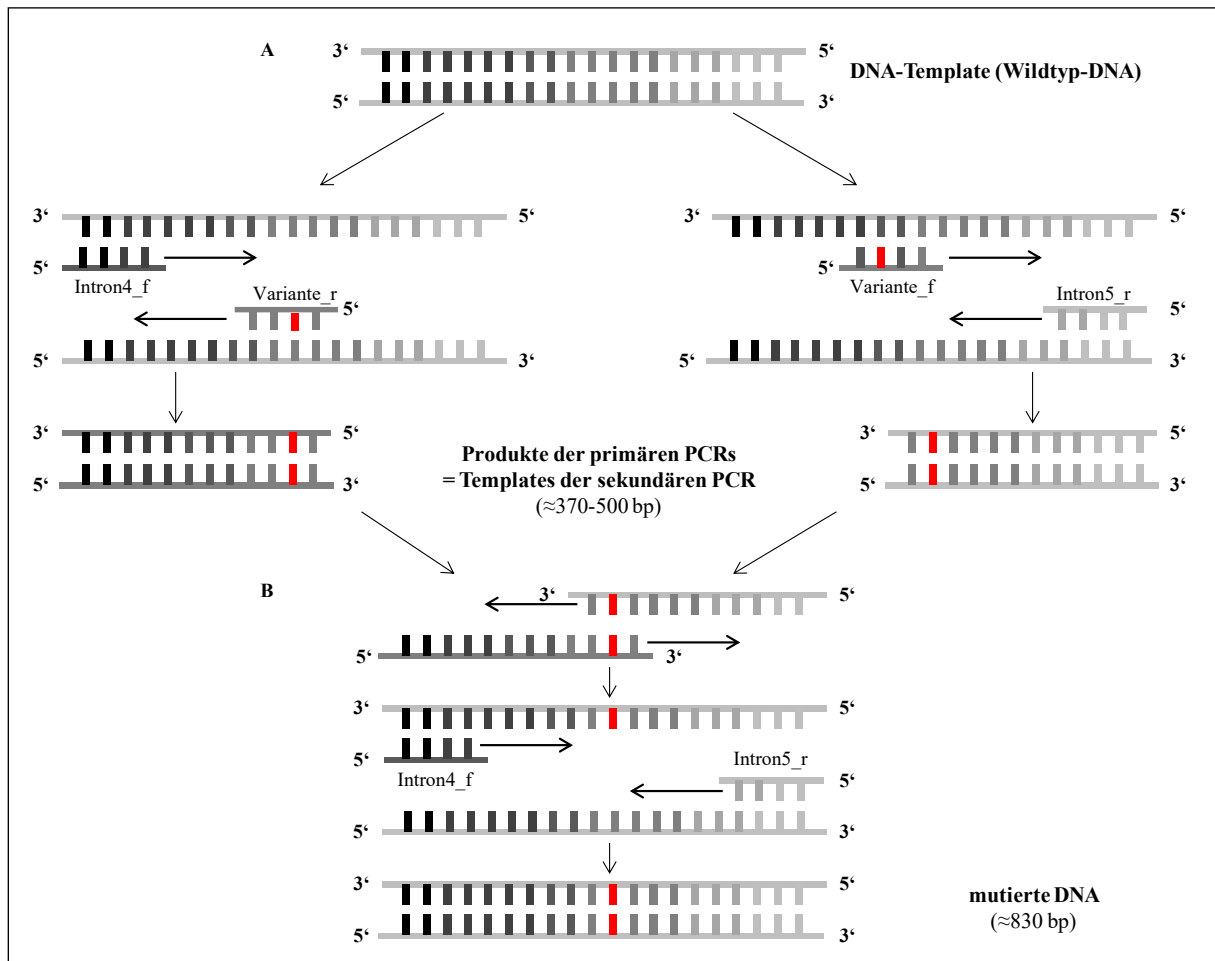 A
3‘ 5‘
DNA-Template (Wildtyp-DNA)
5‘ 3‘
3‘ 5‘
3‘ 5‘
5‘
Intron4_f
5‘
Variante_f
Variante_r
5‘
Intron5_r
5‘
5‘ 3‘
5‘ 3‘
3‘ 5‘
3‘ 5‘
Produkte der primären PCRs
= Templates der sekundären PCR
(≈370-500 bp)
5‘ 3‘
5‘ 3‘
B
3‘ 5‘
5‘ 3‘
3‘ 5‘
5‘
Intron4_f
Intron5_r
5‘
5‘ 3‘
3‘ 5‘
mutierte DNA
(≈830 bp)
5‘ 3‘